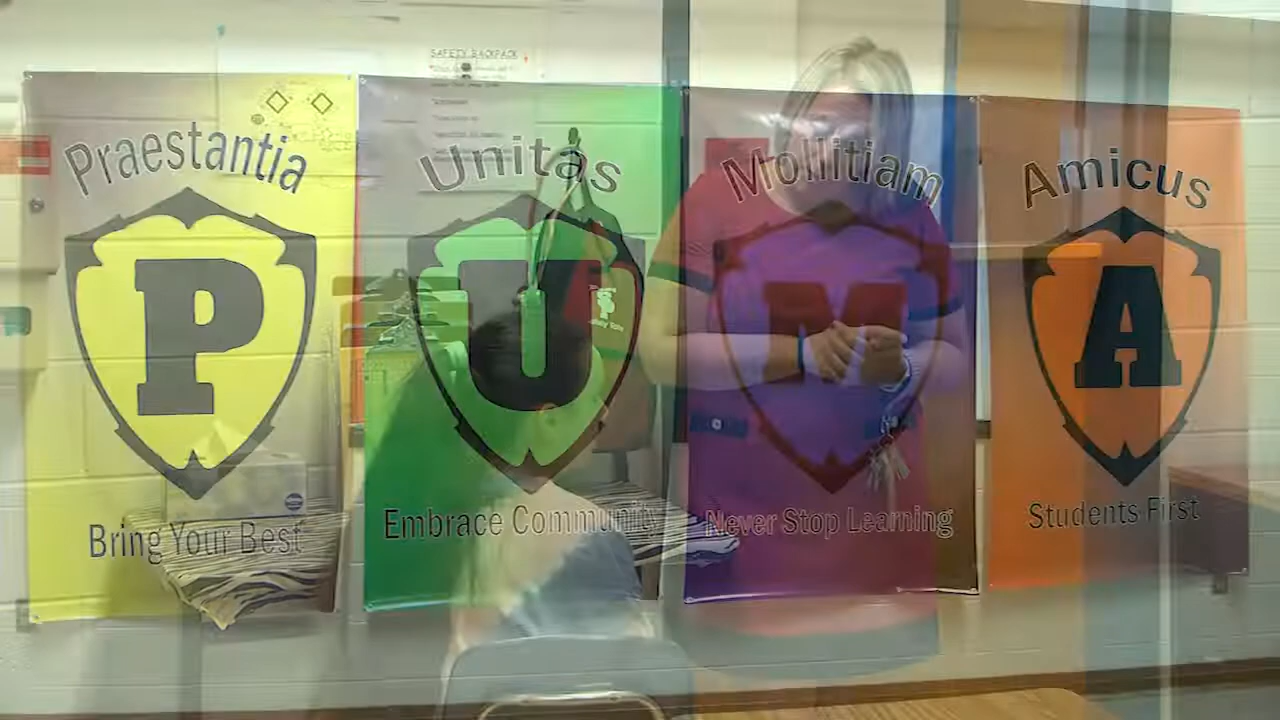 SAFETY BACKPACK
Praestantia
Unitas
Mollitiam
Amicus
P
U
M
A
Bring Your Best
Embrace Community
Never Stop Learning
Students First